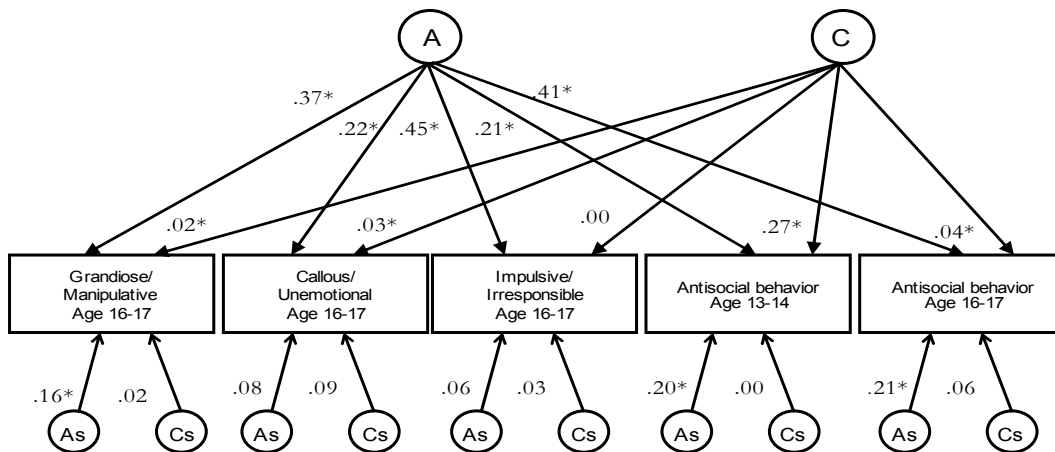 A
C
.37*
.22*
.45*
.21*
.41*
.02*
.03*
.00
.27*
.04*
Grandiose/
Manipulative
Age 16-17
Callous/
Unemotional
Age 16-17
Impulsive/
Irresponsible
Age 16-17
Antisocial behavior
Age 13-14
Antisocial behavior
Age 16-17
.16*
.02
.08
.09
.06
.03
.20*
.00
.21*
.06
As
Cs
As
Cs
As
Cs
As
Cs
As
Cs